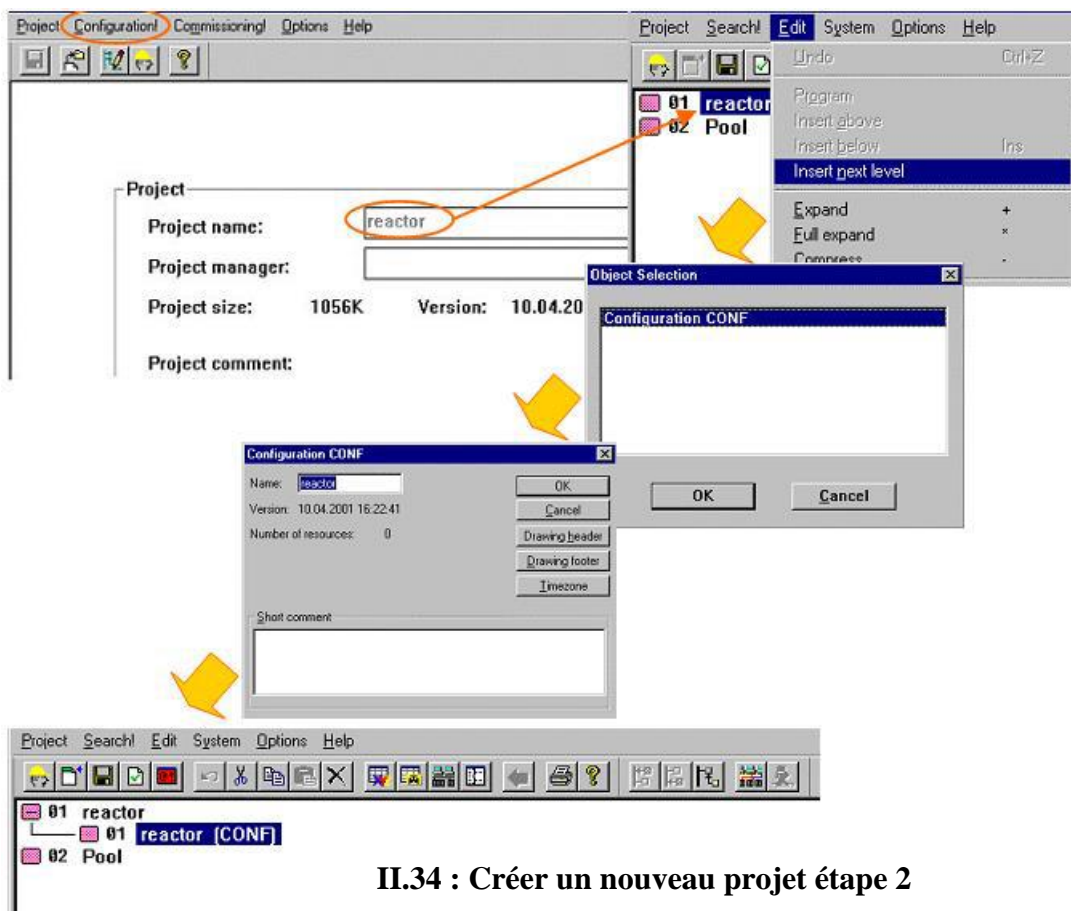 Project Configuration! Commissioning! Options Help
Project
Project name: reactor
Project manager:
Project size: 1056K Version: 10.04.20
Project comment:
Project Search! Edit System Options Help
01 reactor
02 Pool
Undo Ctrl+Z
Program
Insert above
Insert below Ins
Insert next level
Expand +
Full expand *
Compress -
Object Selection
Configuration CONF
OK Cancel
Configuration CONF
Name: reactor
Version: 10.04.2001 16:22:41
Number of resources: 0
OK
Cancel
Drawing header
Drawing footer
Timezone
Short comment
Project Search! Edit System Options Help
01 reactor
01 reactor (CONF)
02 Pool
II.34 : Créer un nouveau projet étape 2